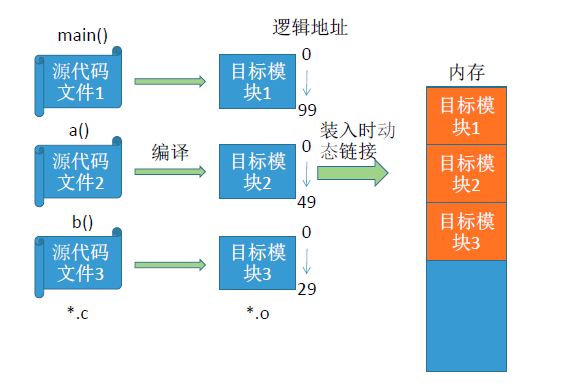 main()
源代码
文件1
a()
源代码
文件2
b()
源代码
文件3
*.c
编译
逻辑地址
目标模
块1
0
99
目标模
块2
0
49
目标模
块3
0
29
*.o
装入时动
态链接
内存
目标模
块1
目标模
块2
目标模
块3